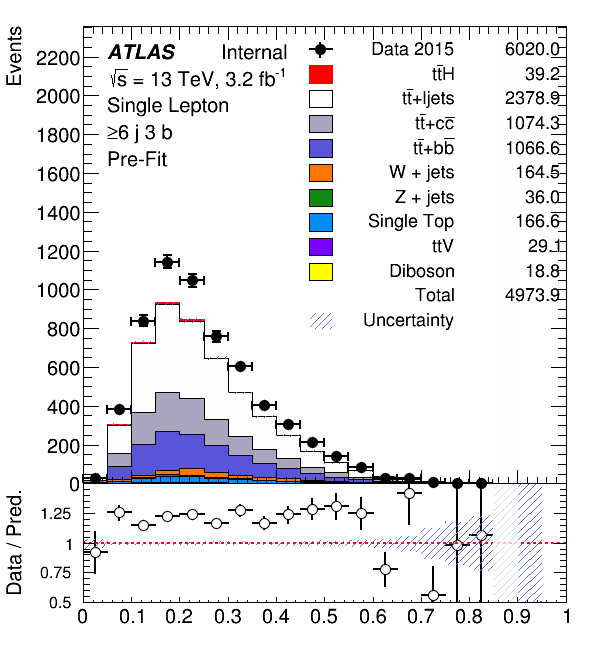 Events
2200
2000
1800
1600
1400
1200
1000
800
600
400
200
0
ATLAS Internal
√s = 13 TeV, 3.2 fb⁻¹
Single Lepton
≥6 j 3 b
Pre-Fit
Data 2015 6020.0
tt̄H 39.2
tt̄+ljets 2378.9
tt̄+cc̄ 1074.3
tt̄+bb̄ 1066.6
W + jets 164.5
Z + jets 36.0
Single Top 166.6
ttV 29.1
Diboson 18.8
Total 4973.9
Uncertainty
Data / Pred.
1.25
1
0.75
0.5
0 0.1 0.2 0.3 0.4 0.5 0.6 0.7 0.8 0.9 1